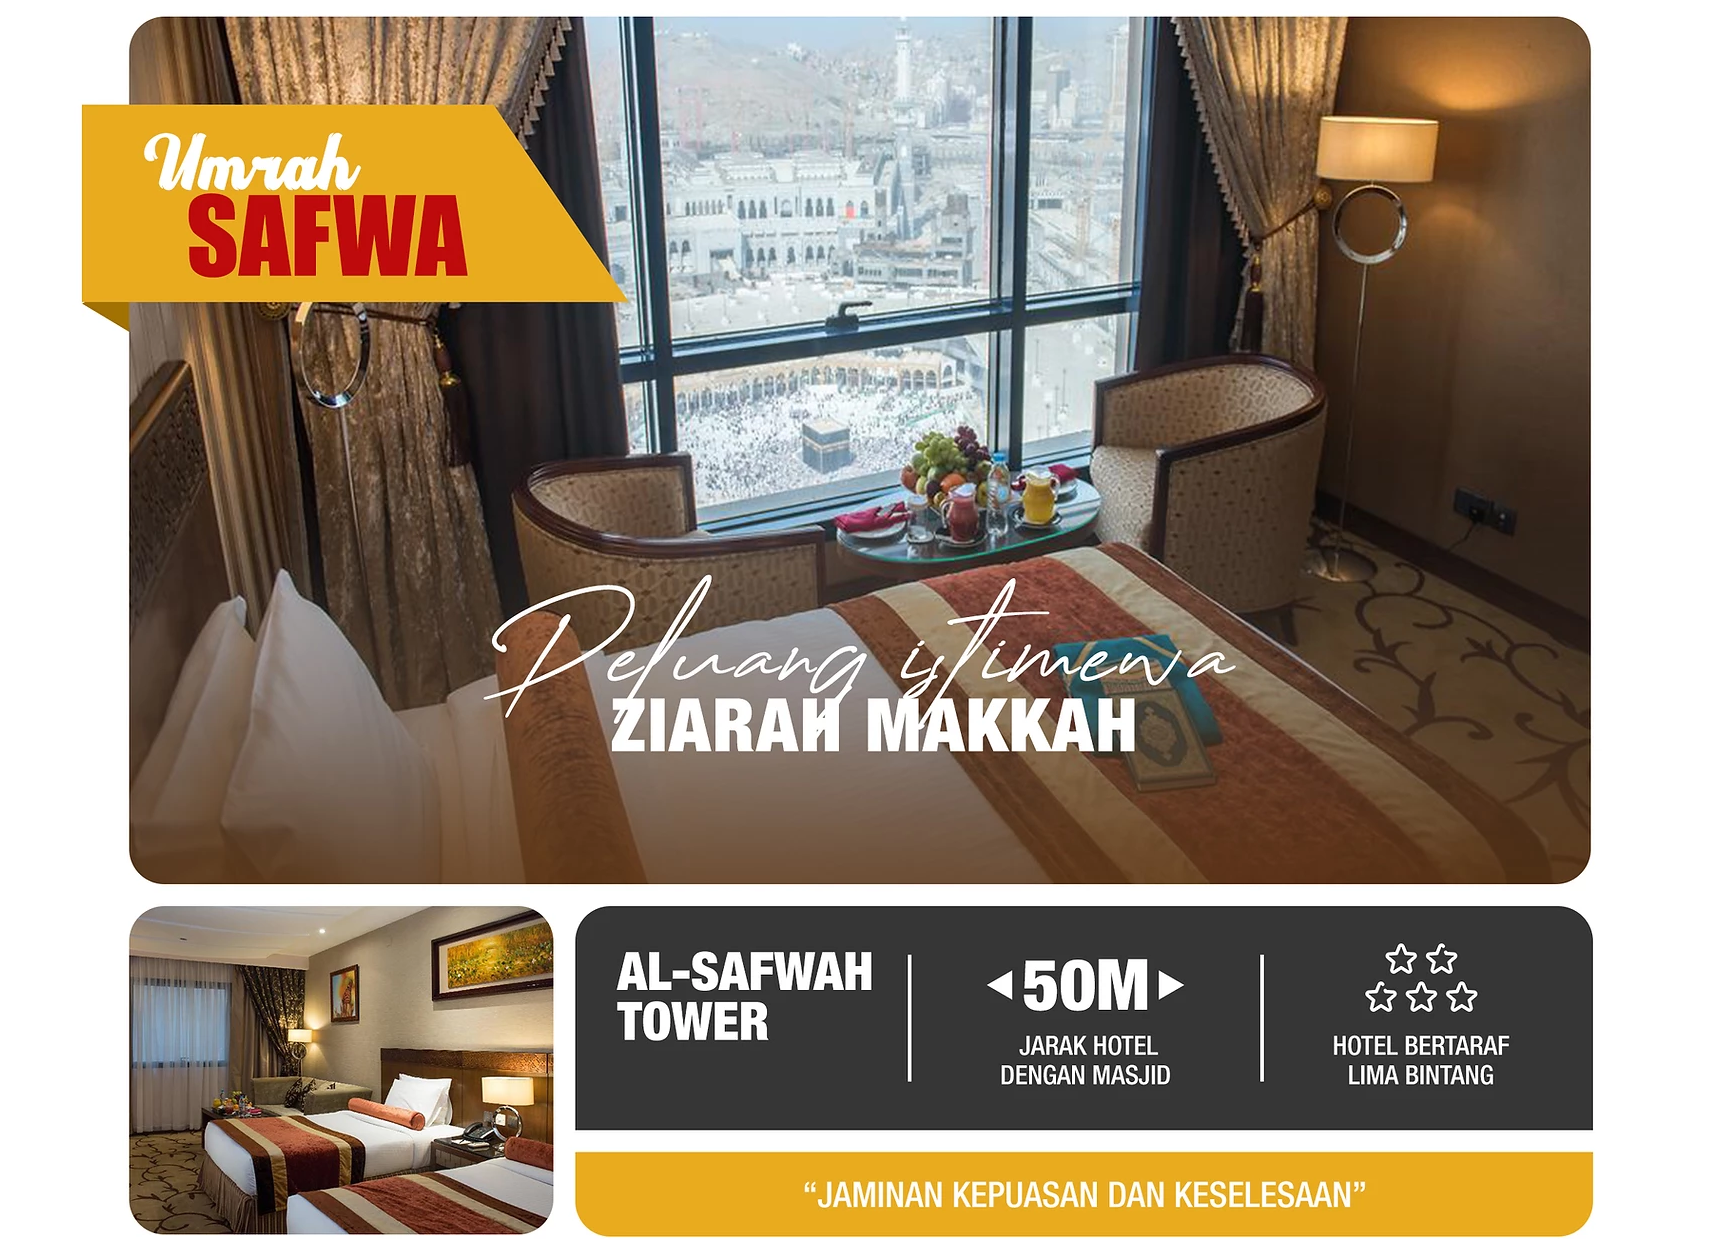 Umrah
SAFWA
Peluang istimewa
ZIARAH MAKKAH
AL-SAFWAH
TOWER
50M
JARAK HOTEL
DENGAN MASJID
HOTEL BERTARAF
LIMA BINTANG
“JAMINAN KEPUASAN DAN KESELESAAN”